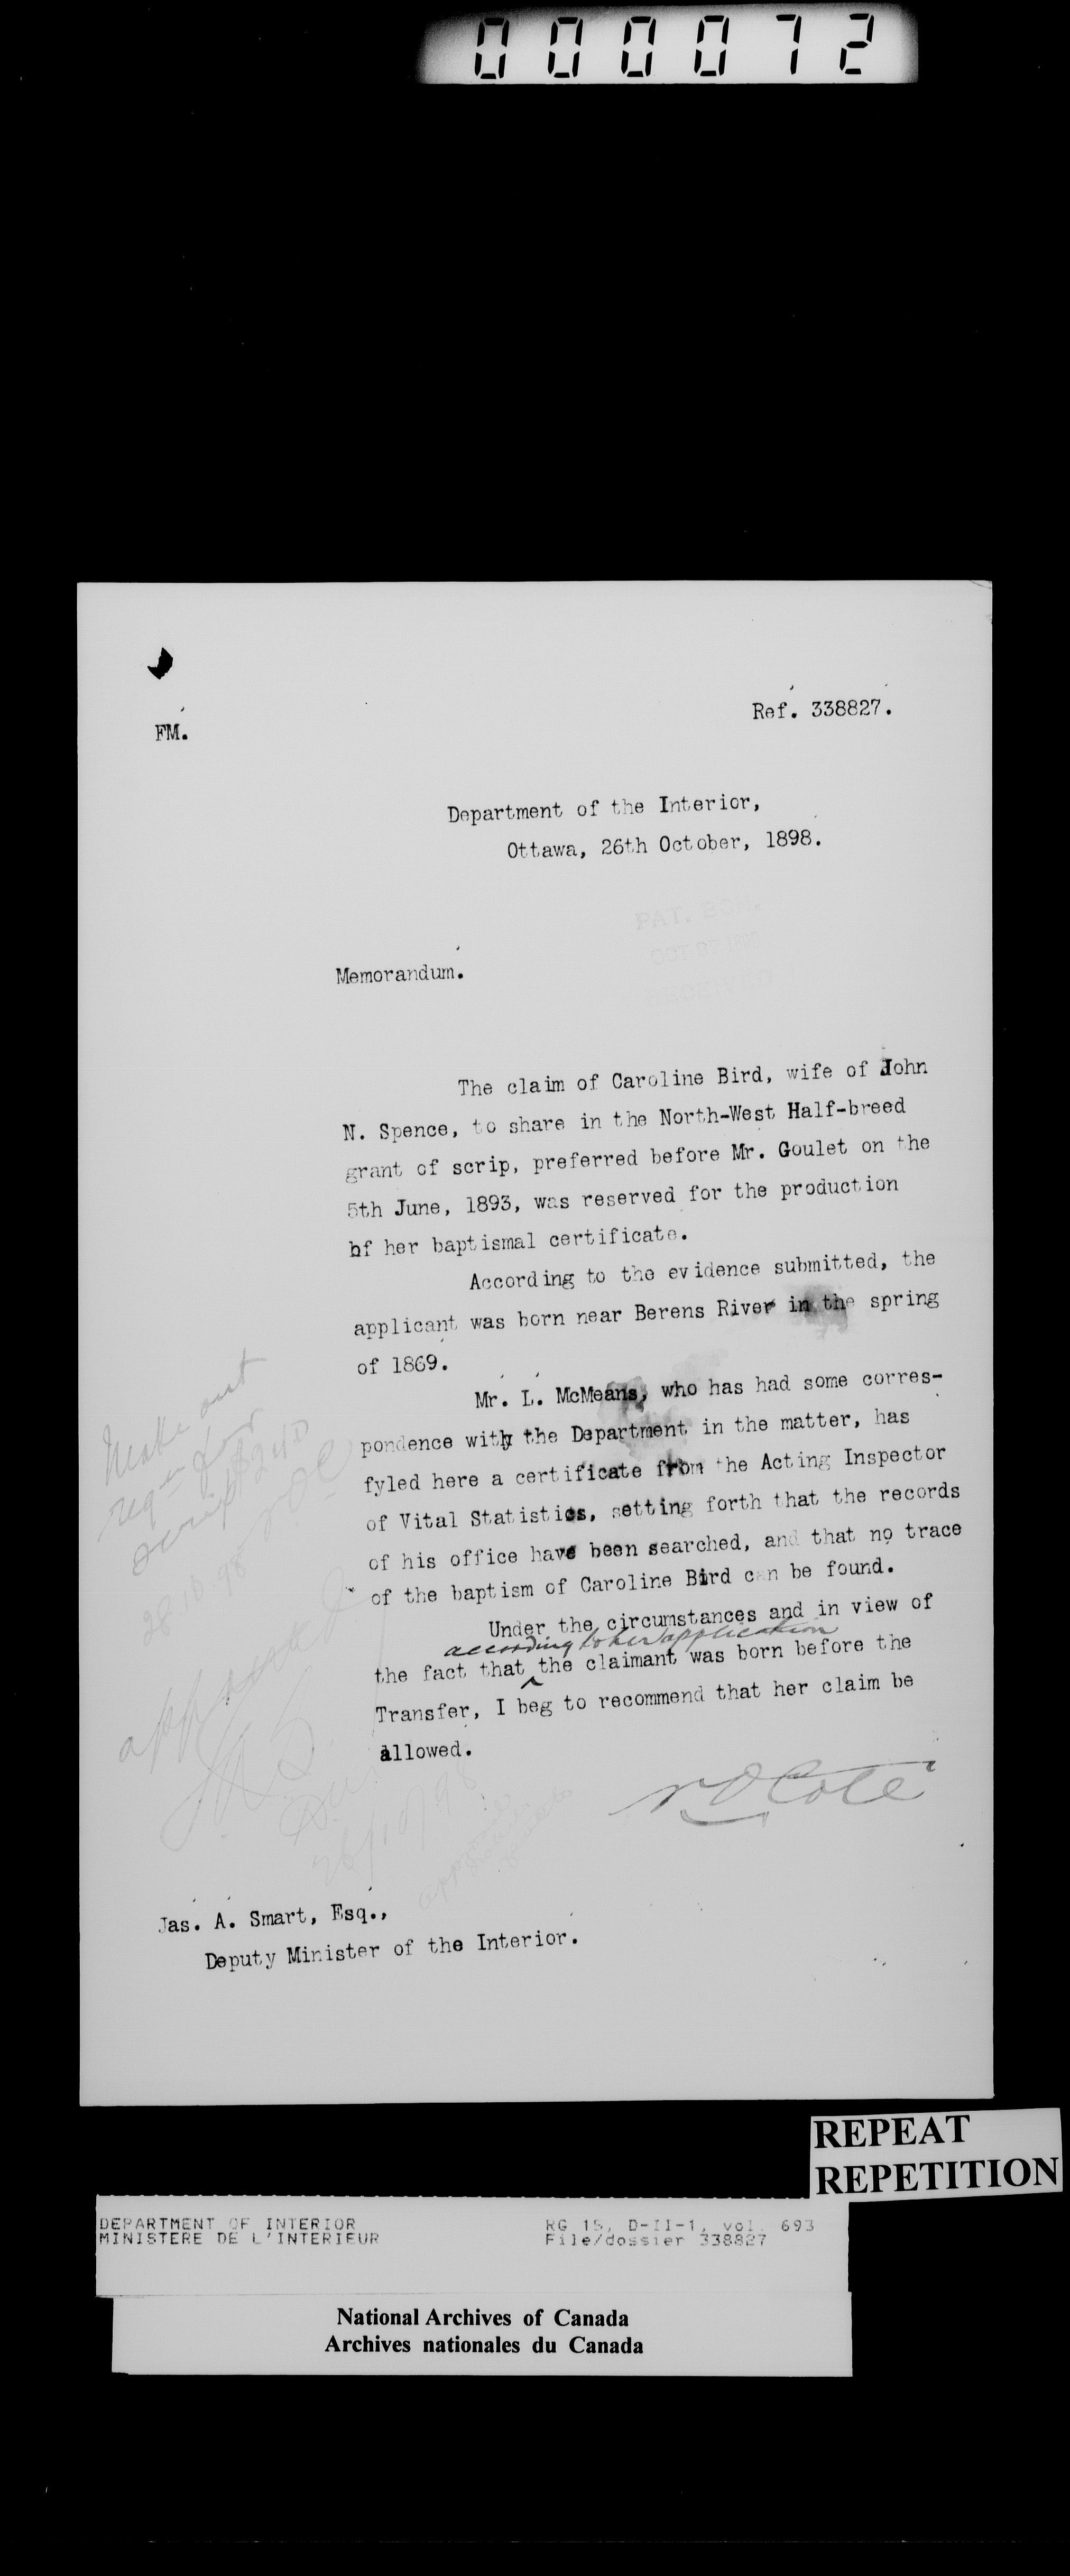 000072
FM.
Ref. 338827.
Department of the Interior,
Ottawa, 26th October, 1898.
PAT. BCH.
RECEIVED
Memorandum.
The claim of Caroline Bird, wife of John
N. Spence, to share in the North-West Half-breed
grant of scrip, preferred before Mr. Goulet on the
5th June, 1893, was reserved for the production
of her baptismal certificate.
According to the evidence submitted, the
applicant was born near Berens River in the spring
of 1869.
Mr. L. McMeans, who has had some corres-
pondence with the Department in the matter, has
fyled here a certificate from the Acting Inspector
of Vital Statistics, setting forth that the records
of his office have been searched, and that no trace
of the baptism of Caroline Bird can be found.
Under the circumstances and in view of
according to her application
the fact that ^ the claimant was born before the
Transfer, I beg to recommend that her claim be
allowed.
N O Coté
Make out
reqn for
scrip $240
28.10.98
approved
J A S
26/10/98
Jas. A. Smart, Esq.,
Deputy Minister of the Interior.
REPEAT
REPETITION
DEPARTMENT OF INTERIOR
MINISTERE DE L'INTERIEUR
RG 15, D-II-1, vol. 693
File/dossier 338827
National Archives of Canada
Archives nationales du Canada